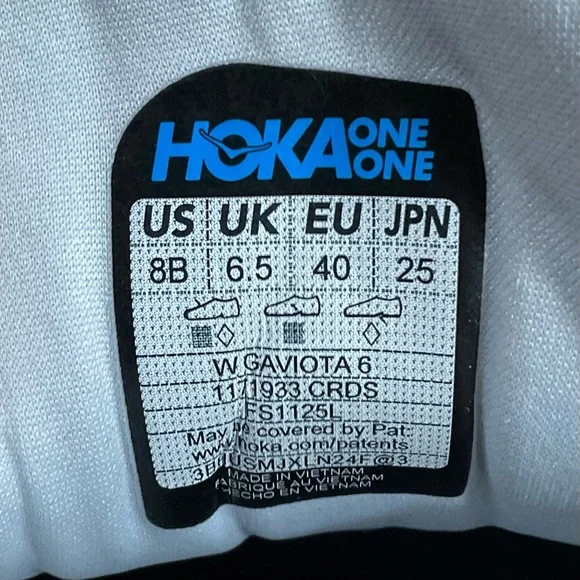 HOKA ONE ONE
US UK EU JPN
8B 6.5 40 25
W GAVIOTA 6
1171933 CRDS
FS1125L
May be covered by Pat.
www.hoka.com/patents
MADE IN VIETNAM
FABRIQUÉ AU VIETNAM
HECHO EN VIETNAM